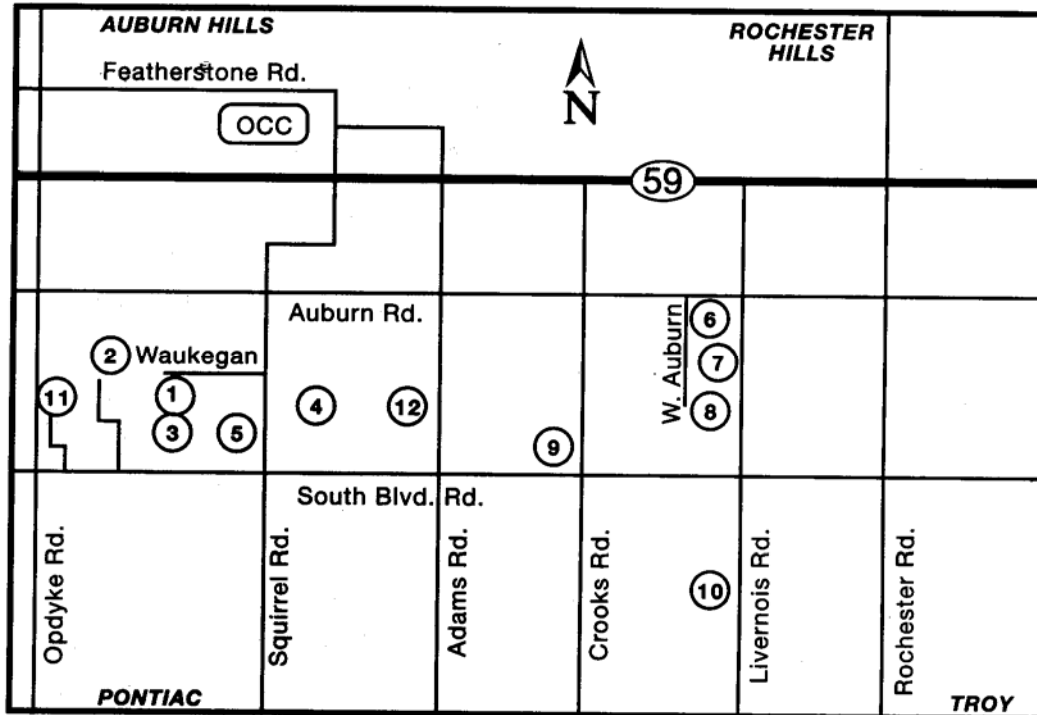 AUBURN HILLS
ROCHESTER
HILLS
Featherstone Rd.
N
OCC
59
Auburn Rd.
W. Auburn
6
2
Waukegan
7
11
1
4
12
8
3
5
9
South Blvd. Rd.
Opdyke Rd.
Squirrel Rd.
Adams Rd.
Crooks Rd.
Livernois Rd.
Rochester Rd.
10
PONTIAC
TROY